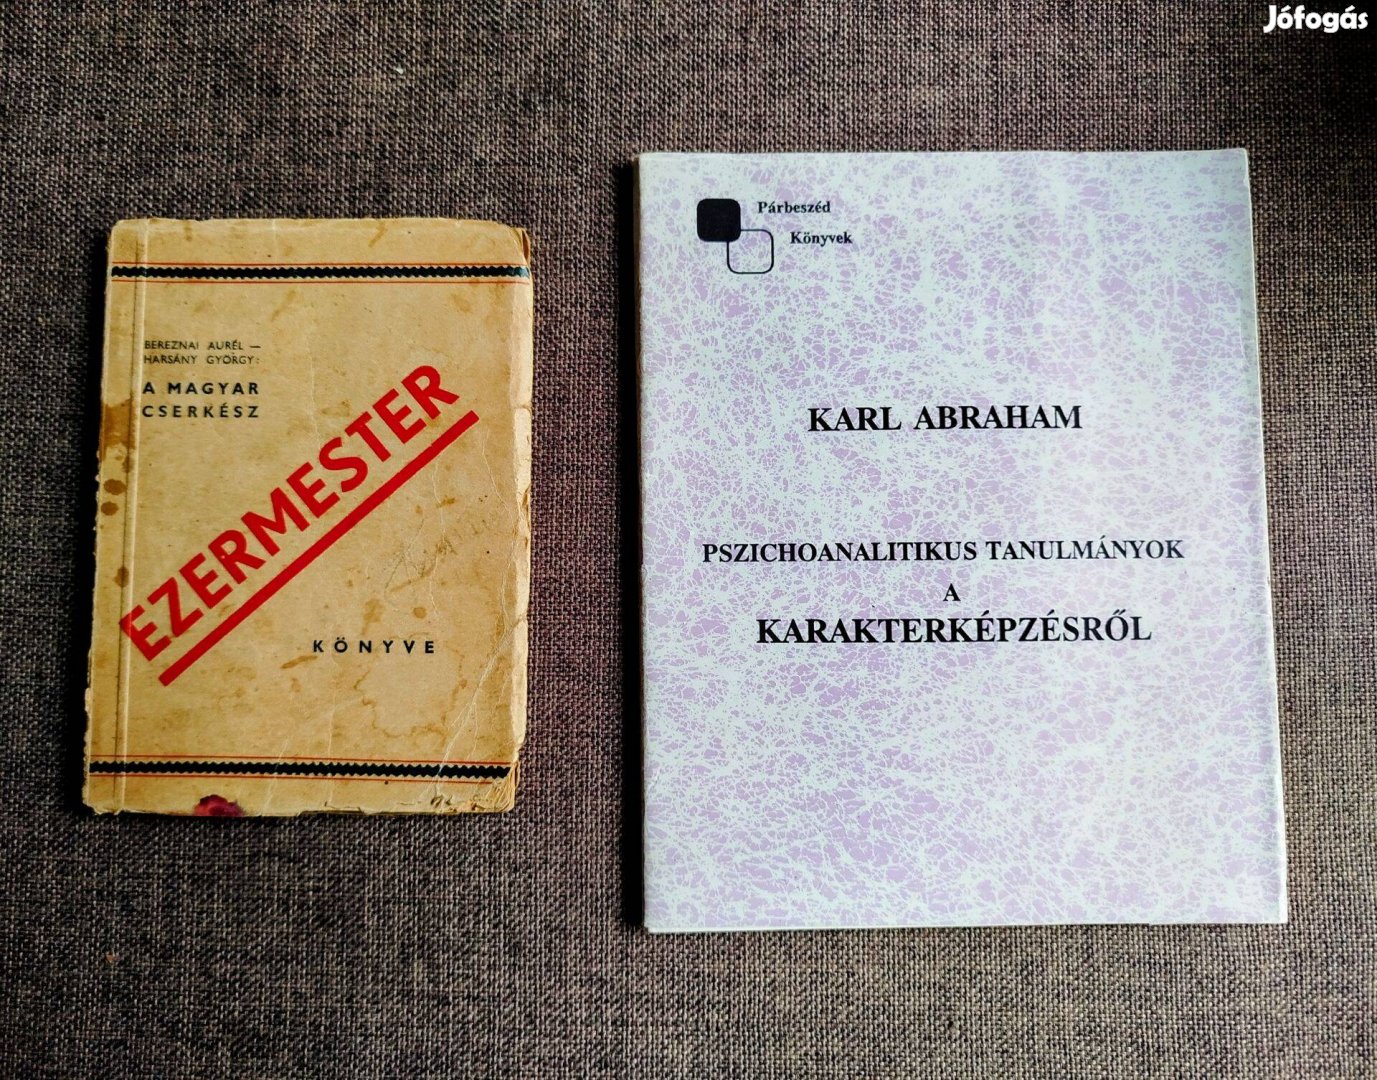 Jófogás
BEREZNAI AURÉL —
HARSÁNY GYÖRGY:
A MAGYAR
CSERKÉSZ
EZERMESTER
KÖNYVE
Párbeszéd
Könyvek
KARL ABRAHAM
PSZICHOANALITIKUS TANULMÁNYOK
A
KARAKTERKÉPZÉSRŐL